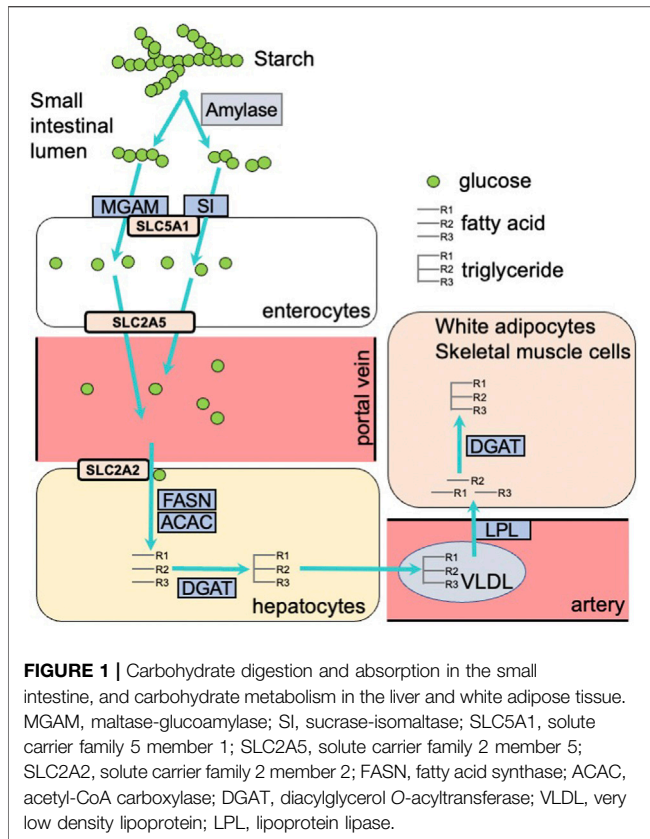 Starch
Small
intestinal
lumen
Amylase
MGAM
SI
SLC5A1
glucose
R1
R2
R3
fatty acid
R1
R2
R3
triglyceride
enterocytes
SLC2A5
portal vein
White adipocytes
Skeletal muscle cells
R1
R2
R3
DGAT
R2
R1
R3
SLC2A2
FASN
ACAC
R1
R2
R3
DGAT
R1
R2
R3
hepatocytes
LPL
R1
R2
R3
VLDL
artery
FIGURE 1 | Carbohydrate digestion and absorption in the small
intestine, and carbohydrate metabolism in the liver and white adipose tissue.
MGAM, maltase-glucoamylase; SI, sucrase-isomaltase; SLC5A1, solute
carrier family 5 member 1; SLC2A5, solute carrier family 2 member 5;
SLC2A2, solute carrier family 2 member 2; FASN, fatty acid synthase; ACAC,
acetyl-CoA carboxylase; DGAT, diacylglycerol O-acyltransferase; VLDL, very
low density lipoprotein; LPL, lipoprotein lipase.